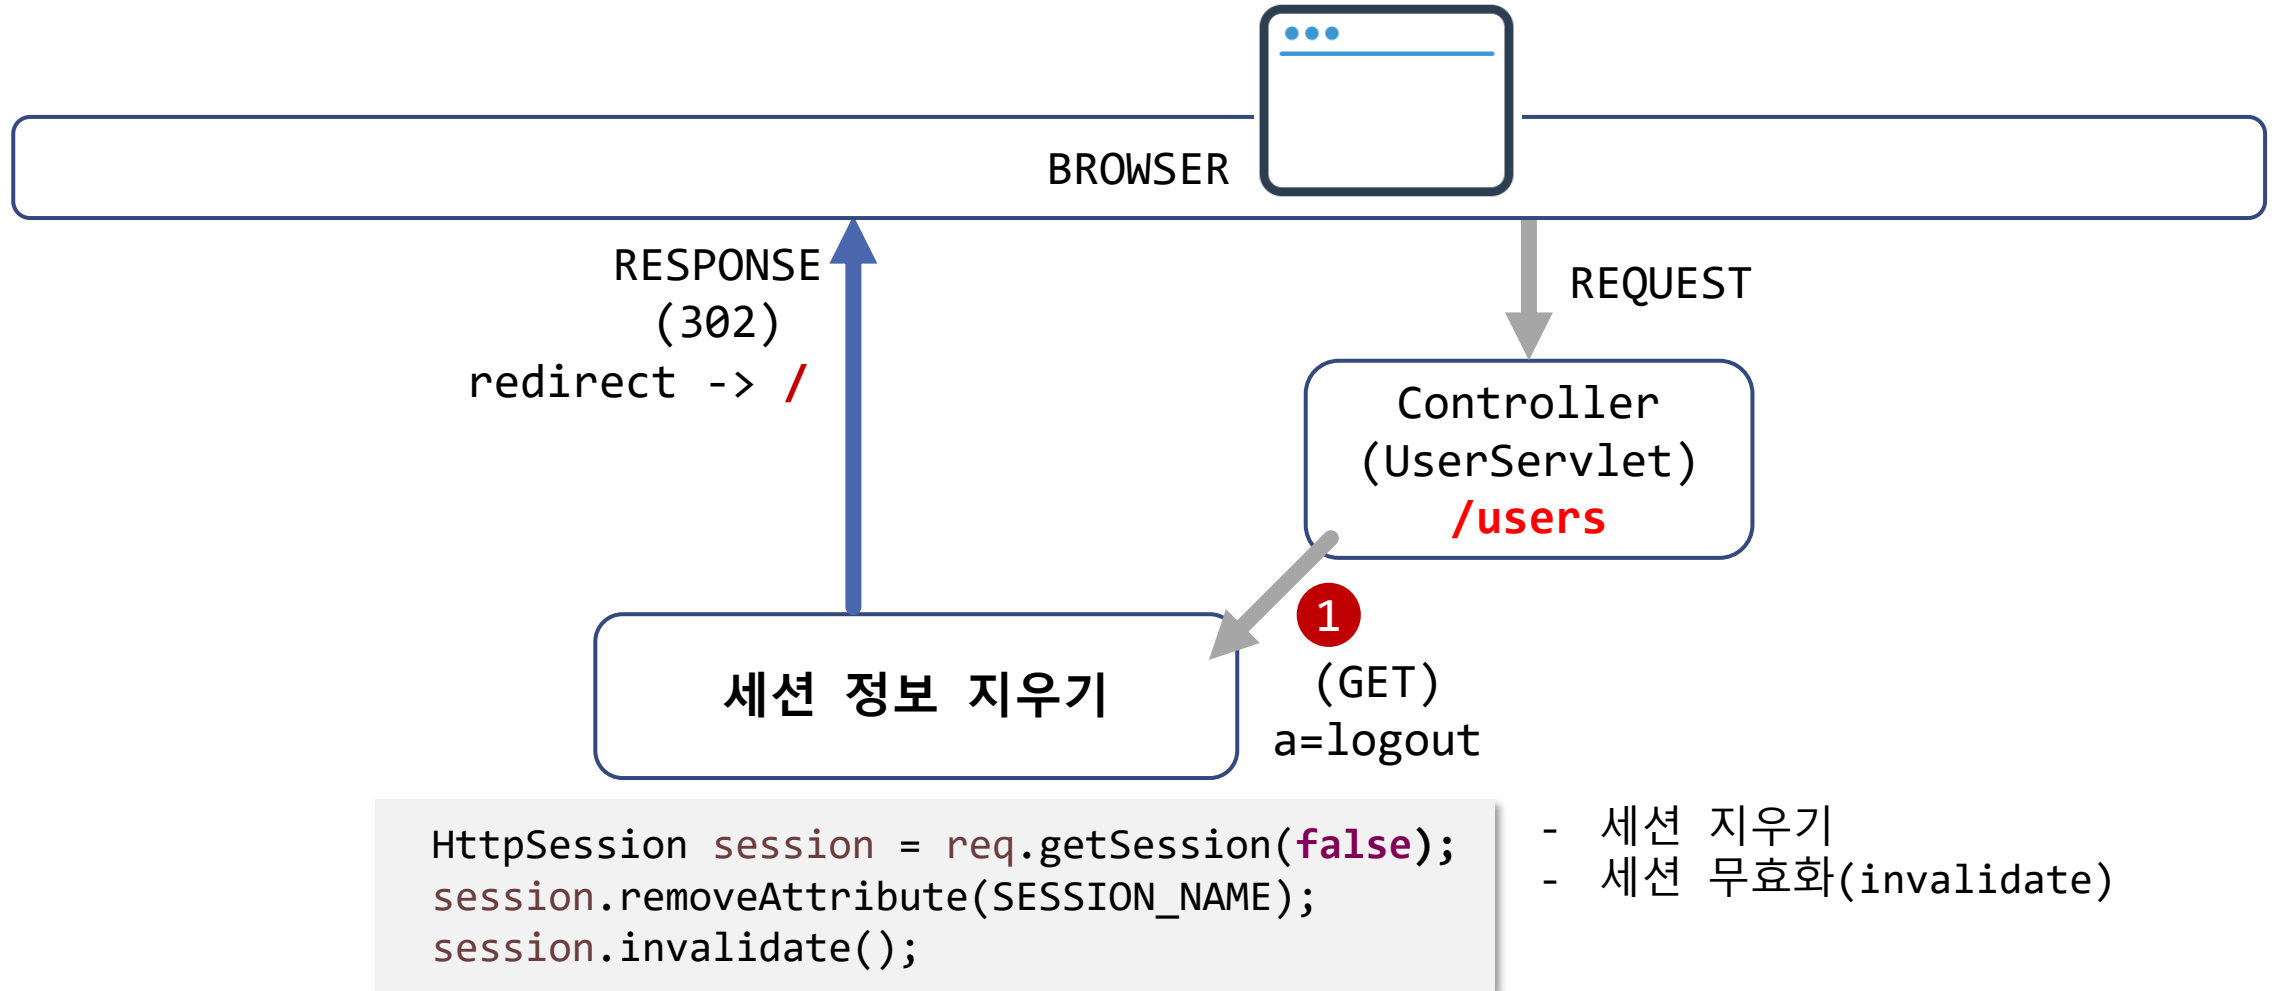 BROWSER
RESPONSE
(302)
redirect -> /
REQUEST
Controller
(UserServlet)
/users
1
(GET)
a=logout
세션 정보 지우기
HttpSession session = req.getSession(false);
session.removeAttribute(SESSION_NAME);
session.invalidate();
- 세션 지우기
- 세션 무효화(invalidate)